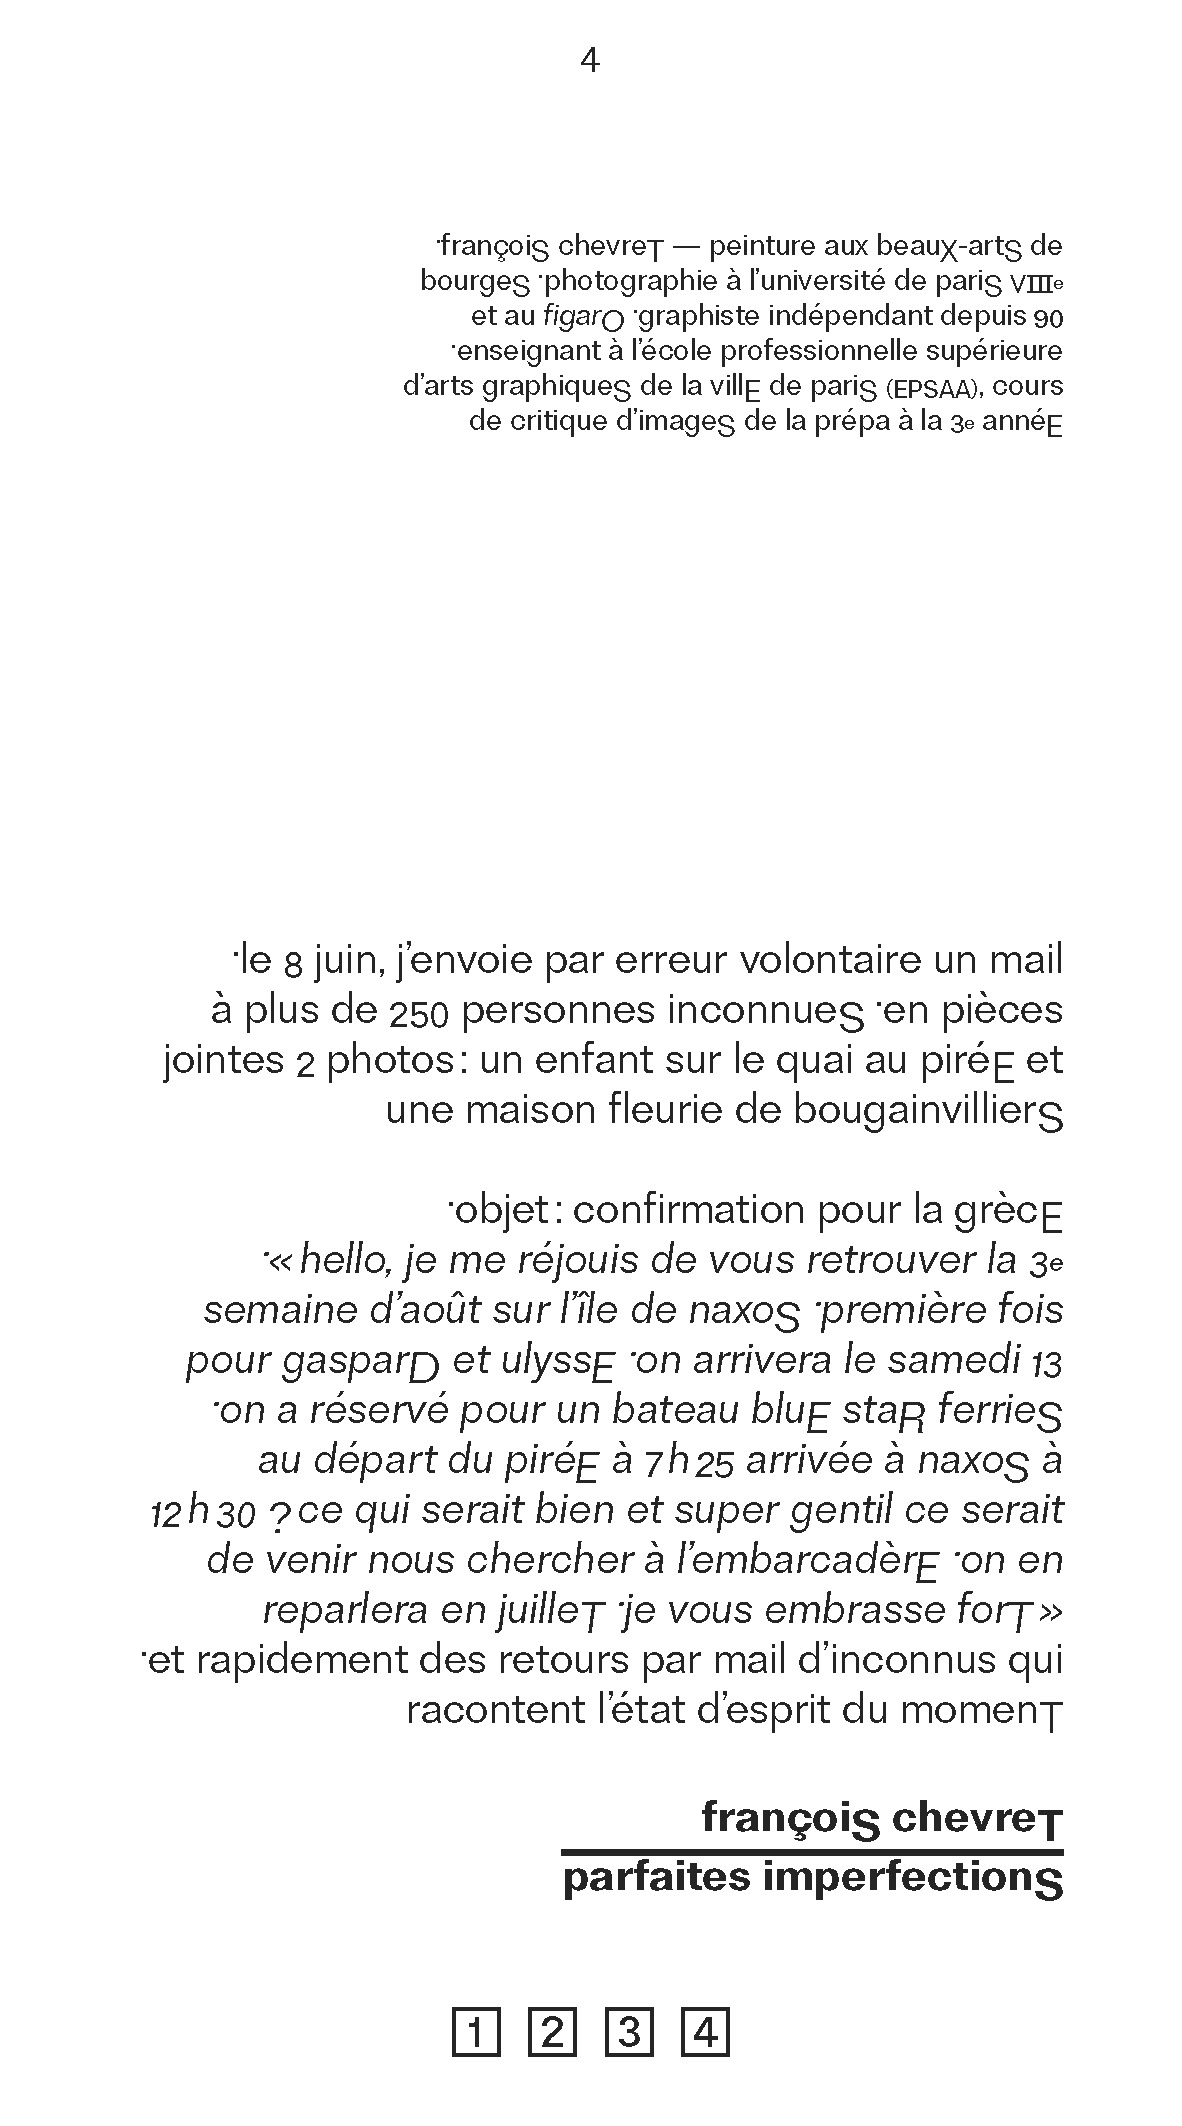 4
·françoiS chevreT — peinture aux beauX-artS de
bourgeS ·photographie à l’université de pariS VIIIe
et au figarO ·graphiste indépendant depuis 90
·enseignant à l’école professionnelle supérieure
d’arts graphiqueS de la villE de pariS (EPSAA), cours
de critique d’imageS de la prépa à la 3e annéE
·le 8 juin, j’envoie par erreur volontaire un mail
à plus de 250 personnes inconnueS ·en pièces
jointes 2 photos : un enfant sur le quai au piréE et
une maison fleurie de bougainvillierS
·objet : confirmation pour la grècE
·« hello, je me réjouis de vous retrouver la 3e
semaine d’août sur l’île de naxoS ·première fois
pour gasparD et ulyssE ·on arrivera le samedi 13
·on a réservé pour un bateau bluE staR ferrieS
au départ du piréE à 7 h 25 arrivée à naxoS à
12 h 30 ? ce qui serait bien et super gentil ce serait
de venir nous chercher à l’embarcadèrE ·on en
reparlera en juilleT ·je vous embrasse forT »
·et rapidement des retours par mail d’inconnus qui
racontent l’état d’esprit du momenT
françoiS chevreT
parfaites imperfectionS
1 2 3 4